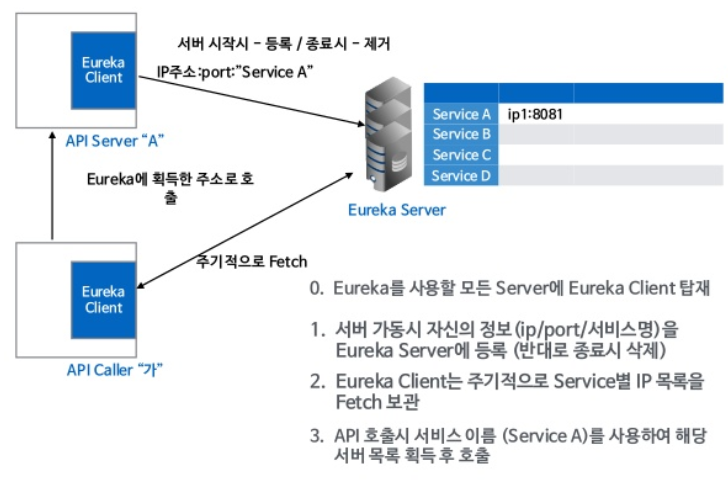 서버 시작시 - 등록 / 종료시 - 제거
IP주소:port:"Service A"
Eureka
Client
API Server "A"
Eureka에 획득한 주소로 호
출
주기적으로 Fetch
Eureka
Client
API Caller "가"
Eureka Server
Service A ip1:8081
Service B
Service C
Service D
0. Eureka를 사용할 모든 Server에 Eureka Client 탑재
1. 서버 가동시 자신의 정보(ip/port/서비스명)을
Eureka Server에 등록 (반대로 종료시 삭제)
2. Eureka Client는 주기적으로 Service별 IP 목록을
Fetch 보관
3. API 호출시 서비스 이름 (Service A)를 사용하여 해당
서버 목록 획득 후 호출